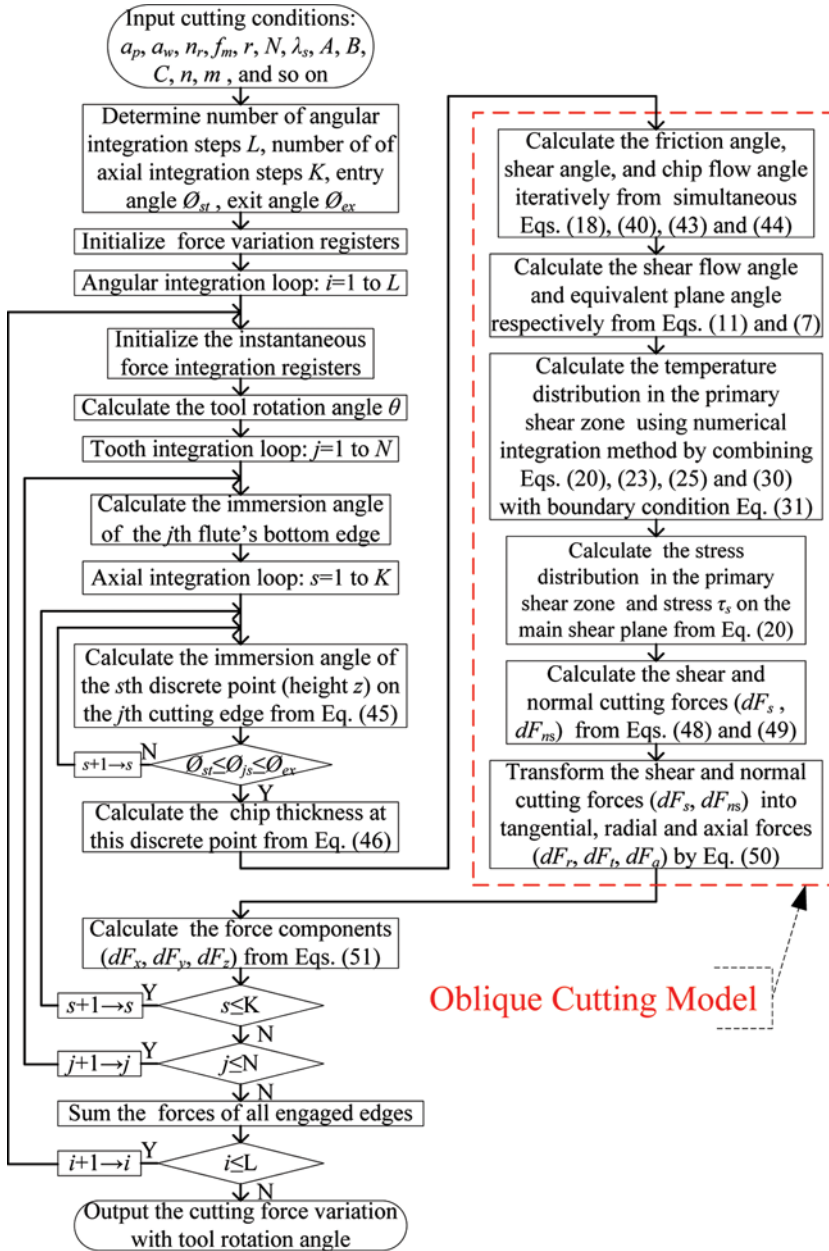 Input cutting conditions:
a_p, a_w, n_r, f_m, r, N, λ_s, A, B,
C, n, m , and so on
Determine number of angular
integration steps L, number of of
axial integration steps K, entry
angle Ø_st , exit angle Ø_ex
Initialize force variation registers
Angular integration loop: i=1 to L
Initialize the instantaneous
force integration registers
Calculate the tool rotation angle θ
Tooth integration loop: j=1 to N
Calculate the immersion angle
of the jth flute's bottom edge
Axial integration loop: s=1 to K
Calculate the immersion angle of
the sth discrete point (height z) on
the jth cutting edge from Eq. (45)
s+1→s
N
Ø_st≤Ø_js≤Ø_ex
Y
Calculate the chip thickness at
this discrete point from Eq. (46)
Calculate the friction angle,
shear angle, and chip flow angle
iteratively from simultaneous
Eqs. (18), (40), (43) and (44)
Calculate the shear flow angle
and equivalent plane angle
respectively from Eqs. (11) and (7)
Calculate the temperature
distribution in the primary
shear zone using numerical
integration method by combining
Eqs. (20), (23), (25) and (30)
with boundary condition Eq. (31)
Calculate the stress
distribution in the primary
shear zone and stress τ_s on the
main shear plane from Eq. (20)
Calculate the shear and
normal cutting forces (dF_s ,
dF_ns) from Eqs. (48) and (49)
Transform the shear and normal
cutting forces (dF_s, dF_ns) into
tangential, radial and axial forces
(dF_r, dF_t, dF_a) by Eq. (50)
Oblique Cutting Model
Calculate the force components
(dF_x, dF_y, dF_z) from Eqs. (51)
s+1→s
Y
s≤K
N
j+1→j
Y
j≤N
N
Sum the forces of all engaged edges
i+1→i
Y
i≤L
N
Output the cutting force variation
with tool rotation angle